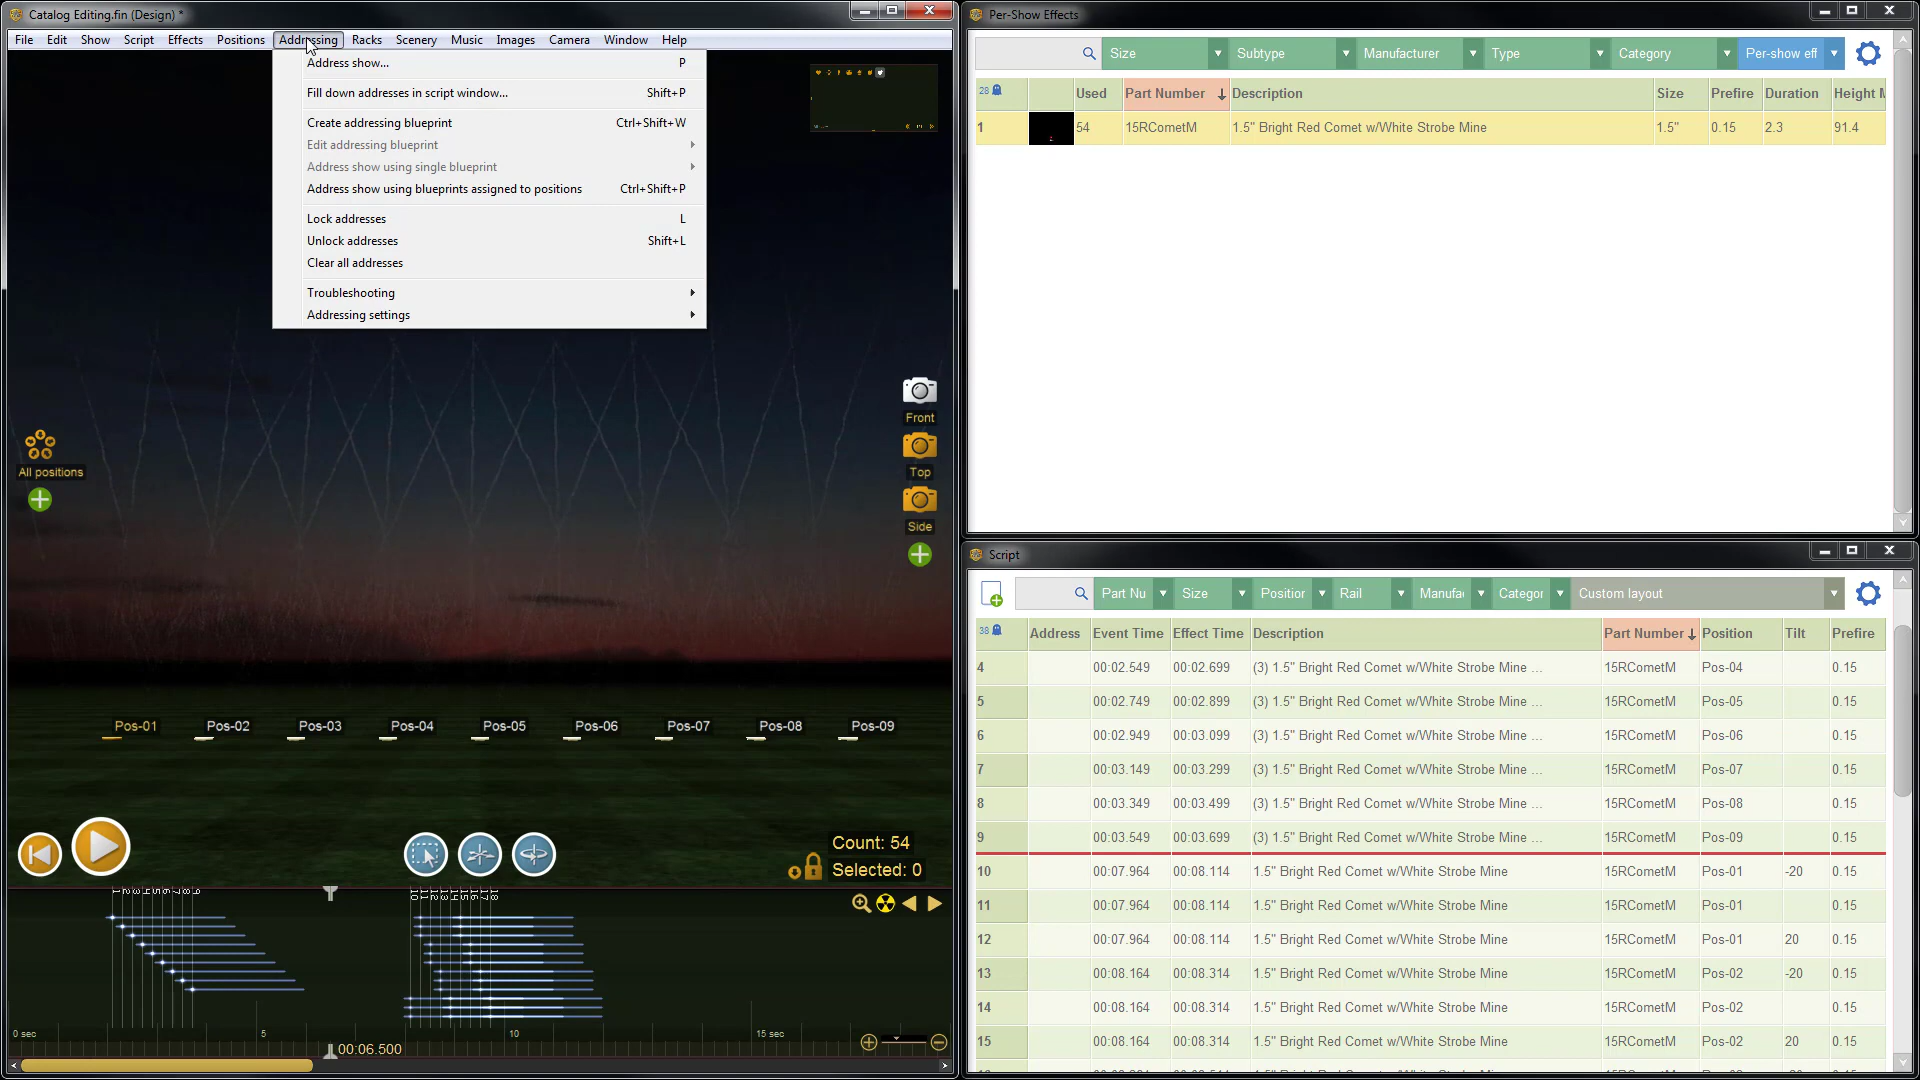 Catalog Editing.fin (Design) *
File Edit Show Script Effects Positions Addressing Racks Scenery Music Images Camera Window Help
Address show... P
Fill down addresses in script window... Shift+P
Create addressing blueprint Ctrl+Shift+W
Edit addressing blueprint
Address show using single blueprint
Address show using blueprints assigned to positions Ctrl+Shift+P
Lock addresses L
Unlock addresses Shift+L
Clear all addresses
Troubleshooting
Addressing settings
All positions
Front
Top
Side
Pos-01 Pos-02 Pos-03 Pos-04 Pos-05 Pos-06 Pos-07 Pos-08 Pos-09
Count: 54
Selected: 0
1 2 3 4 5 6 7 8 9 10 11 12 13 14 15 16 17 18
0 sec 5 10 15 sec
00:06.500
Per-Show Effects
Size Subtype Manufacturer Type Category Per-show eff
28 Used Part Number Description Size Prefire Duration Height M
1 54 15RCometM 1.5" Bright Red Comet w/White Strobe Mine 1.5" 0.15 2.3 91.4
Script
Part Nu Size Position Rail Manufac Categor Custom layout
38 Address Event Time Effect Time Description Part Number Position Tilt Prefire
4 00:02.549 00:02.699 (3) 1.5" Bright Red Comet w/White Strobe Mine ... 15RCometM Pos-04 0.15
5 00:02.749 00:02.899 (3) 1.5" Bright Red Comet w/White Strobe Mine ... 15RCometM Pos-05 0.15
6 00:02.949 00:03.099 (3) 1.5" Bright Red Comet w/White Strobe Mine ... 15RCometM Pos-06 0.15
7 00:03.149 00:03.299 (3) 1.5" Bright Red Comet w/White Strobe Mine ... 15RCometM Pos-07 0.15
8 00:03.349 00:03.499 (3) 1.5" Bright Red Comet w/White Strobe Mine ... 15RCometM Pos-08 0.15
9 00:03.549 00:03.699 (3) 1.5" Bright Red Comet w/White Strobe Mine ... 15RCometM Pos-09 0.15
10 00:07.964 00:08.114 1.5" Bright Red Comet w/White Strobe Mine 15RCometM Pos-01 -20 0.15
11 00:07.964 00:08.114 1.5" Bright Red Comet w/White Strobe Mine 15RCometM Pos-01 0.15
12 00:07.964 00:08.114 1.5" Bright Red Comet w/White Strobe Mine 15RCometM Pos-01 20 0.15
13 00:08.164 00:08.314 1.5" Bright Red Comet w/White Strobe Mine 15RCometM Pos-02 -20 0.15
14 00:08.164 00:08.314 1.5" Bright Red Comet w/White Strobe Mine 15RCometM Pos-02 0.15
15 00:08.164 00:08.314 1.5" Bright Red Comet w/White Strobe Mine 15RCometM Pos-02 20 0.15